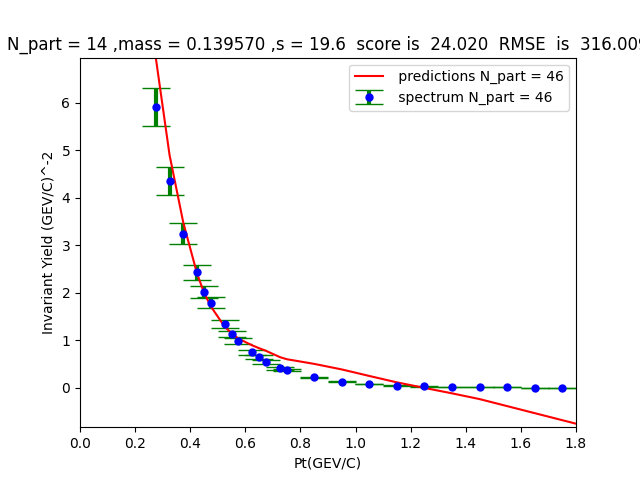 N_part = 14 ,mass = 0.139570 ,s = 19.6  score is  24.020  RMSE  is  316.009
predictions N_part = 46
spectrum N_part = 46
Invariant Yield (GEV/C)^-2
6
5
4
3
2
1
0
0.0 0.2 0.4 0.6 0.8 1.0 1.2 1.4 1.6 1.8
Pt(GEV/C)